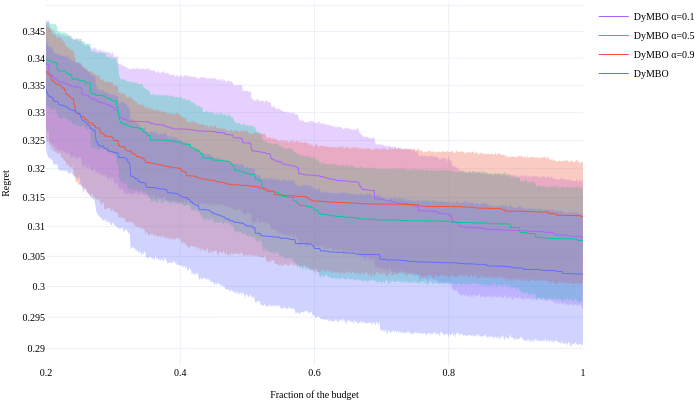 DyMBO α=0.1
DyMBO α=0.5
DyMBO α=0.9
DyMBO
0.345
0.34
0.335
0.33
0.325
0.32
0.315
0.31
0.305
0.3
0.295
0.29
Regret
0.2 0.4 0.6 0.8 1
Fraction of the budget